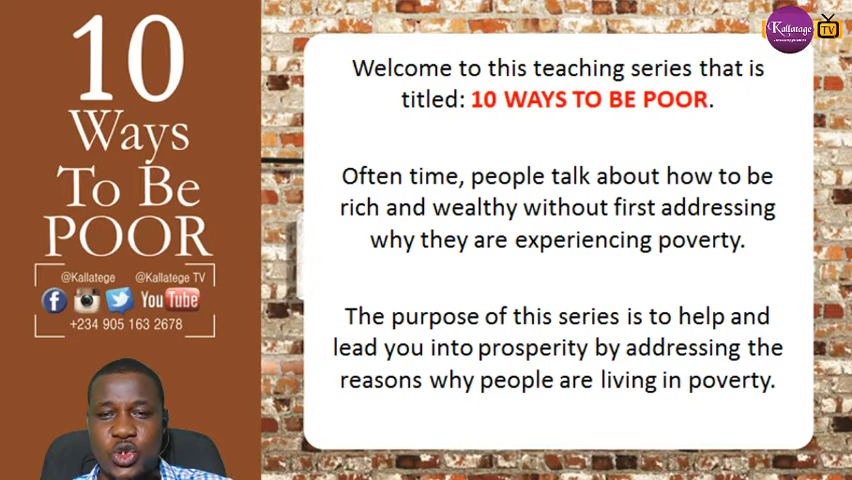 10
Ways
To Be
POOR
@Kallatege @Kallatege TV
f You Tube
+234 905 163 2678
Kallatege
TV
Welcome to this teaching series that is
titled: 10 WAYS TO BE POOR.
Often time, people talk about how to be
rich and wealthy without first addressing
why they are experiencing poverty.
The purpose of this series is to help and
lead you into prosperity by addressing the
reasons why people are living in poverty.